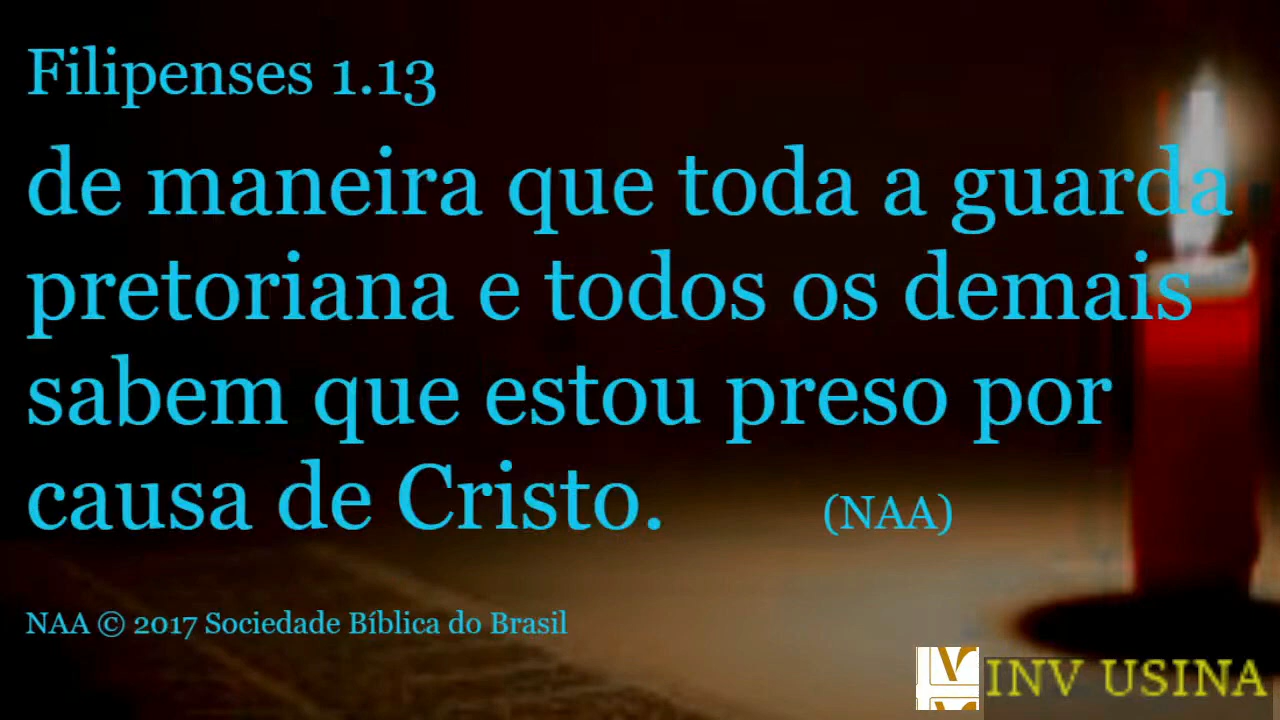 Filipenses 1.13
de maneira que toda a guarda
pretoriana e todos os demais
sabem que estou preso por
causa de Cristo. (NAA)
NAA © 2017 Sociedade Bíblica do Brasil
INV USINA